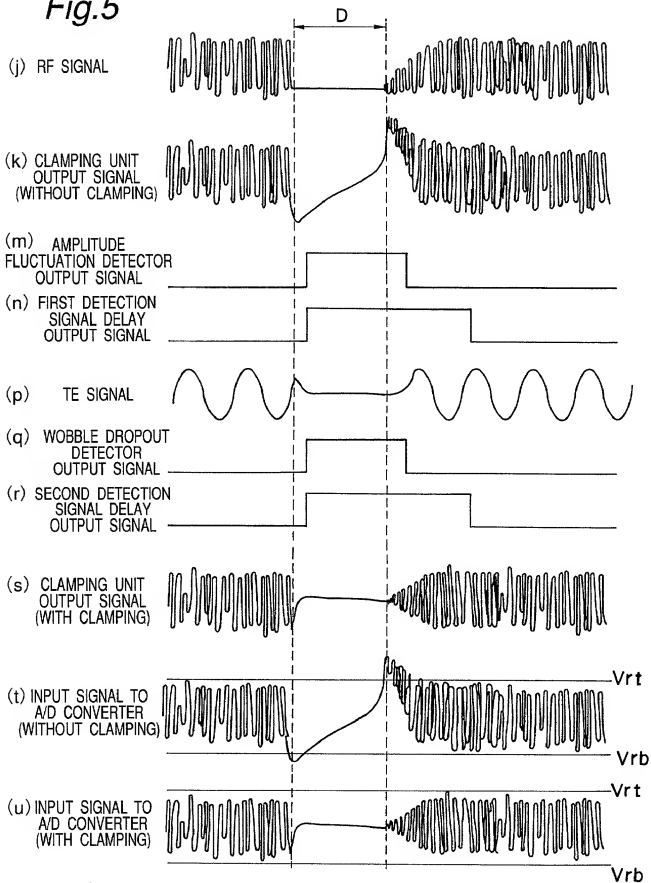 Fig.5
D
(j) RF SIGNAL
(k) CLAMPING UNIT
OUTPUT SIGNAL
(WITHOUT CLAMPING)
(m) AMPLITUDE
FLUCTUATION DETECTOR
OUTPUT SIGNAL
(n) FIRST DETECTION
SIGNAL DELAY
OUTPUT SIGNAL
(p) TE SIGNAL
(q) WOBBLE DROPOUT
DETECTOR
OUTPUT SIGNAL
(r) SECOND DETECTION
SIGNAL DELAY
OUTPUT SIGNAL
(s) CLAMPING UNIT
OUTPUT SIGNAL
(WITH CLAMPING)
Vrt
(t) INPUT SIGNAL TO
A/D CONVERTER
(WITHOUT CLAMPING)
Vrb
Vrt
(u) INPUT SIGNAL TO
A/D CONVERTER
(WITH CLAMPING)
Vrb